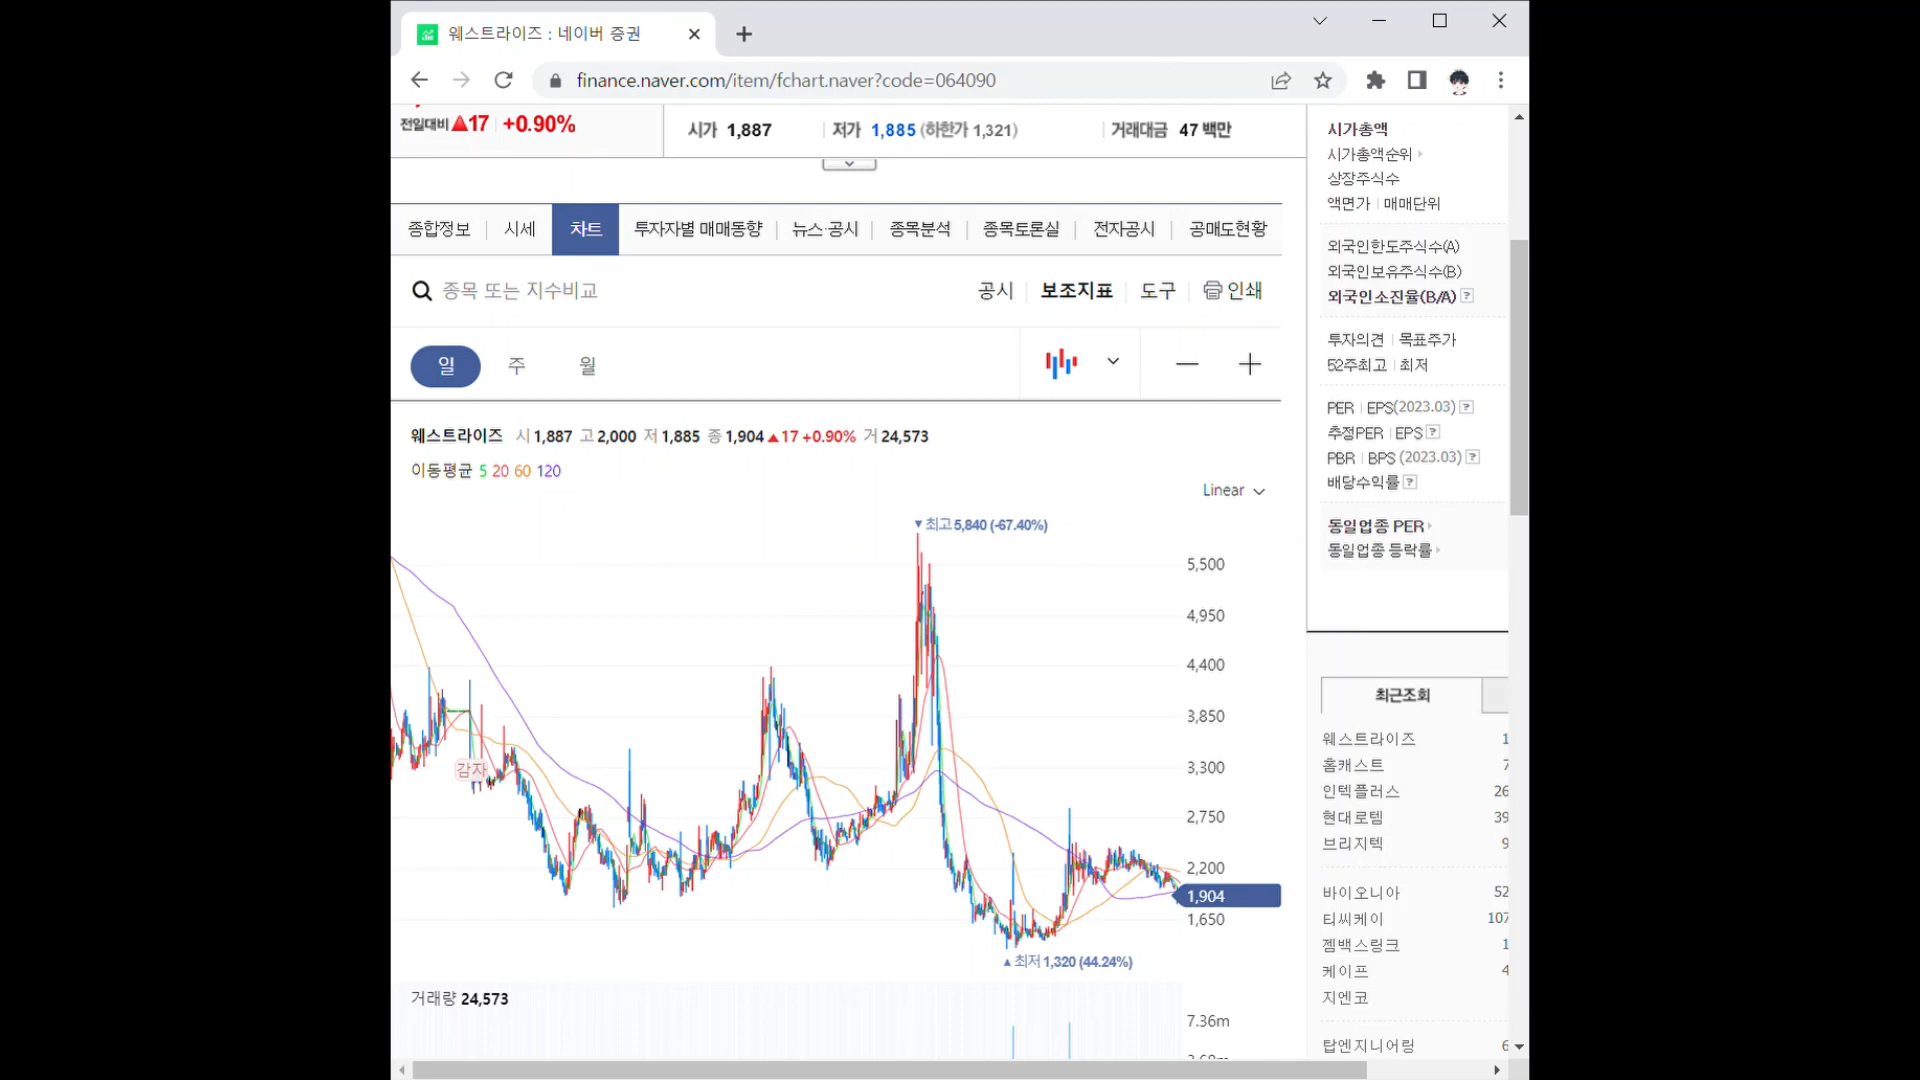 웨스트라이즈 : 네이버 증권
finance.naver.com/item/fchart.naver?code=064090
전일대비 ▲17 +0.90%
시가 1,887 저가 1,885 (하한가 1,321) 거래대금 47 백만
종합정보 시세 차트 투자자별 매매동향 뉴스·공시 종목분석 종목토론실 전자공시 공매도현황
종목 또는 지수비교 공시 보조지표 도구 인쇄
일 주 월
웨스트라이즈 시 1,887 고 2,000 저 1,885 종 1,904 ▲17 +0.90% 거 24,573
이동평균 5 20 60 120
Linear
▼최고 5,840 (-67.40%)
5,500
4,950
4,400
3,850
3,300
2,750
2,200
1,904
1,650
감자
▲최저 1,320 (44.24%)
거래량 24,573
7.36m
시가총액
시가총액순위
상장주식수
액면가 매매단위
외국인한도주식수(A)
외국인보유주식수(B)
외국인소진율(B/A) ?
투자의견 목표주가
52주최고 최저
PER EPS(2023.03) ?
추정PER EPS ?
PBR BPS (2023.03) ?
배당수익률 ?
동일업종 PER
동일업종 등락률
최근조회
웨스트라이즈 1
홈캐스트 7
인텍플러스 26
현대로템 39
브리지텍 9
바이오니아 52
티씨케이 107
젬백스링크 1
케이프 4
지엔코
탑엔지니어링 6